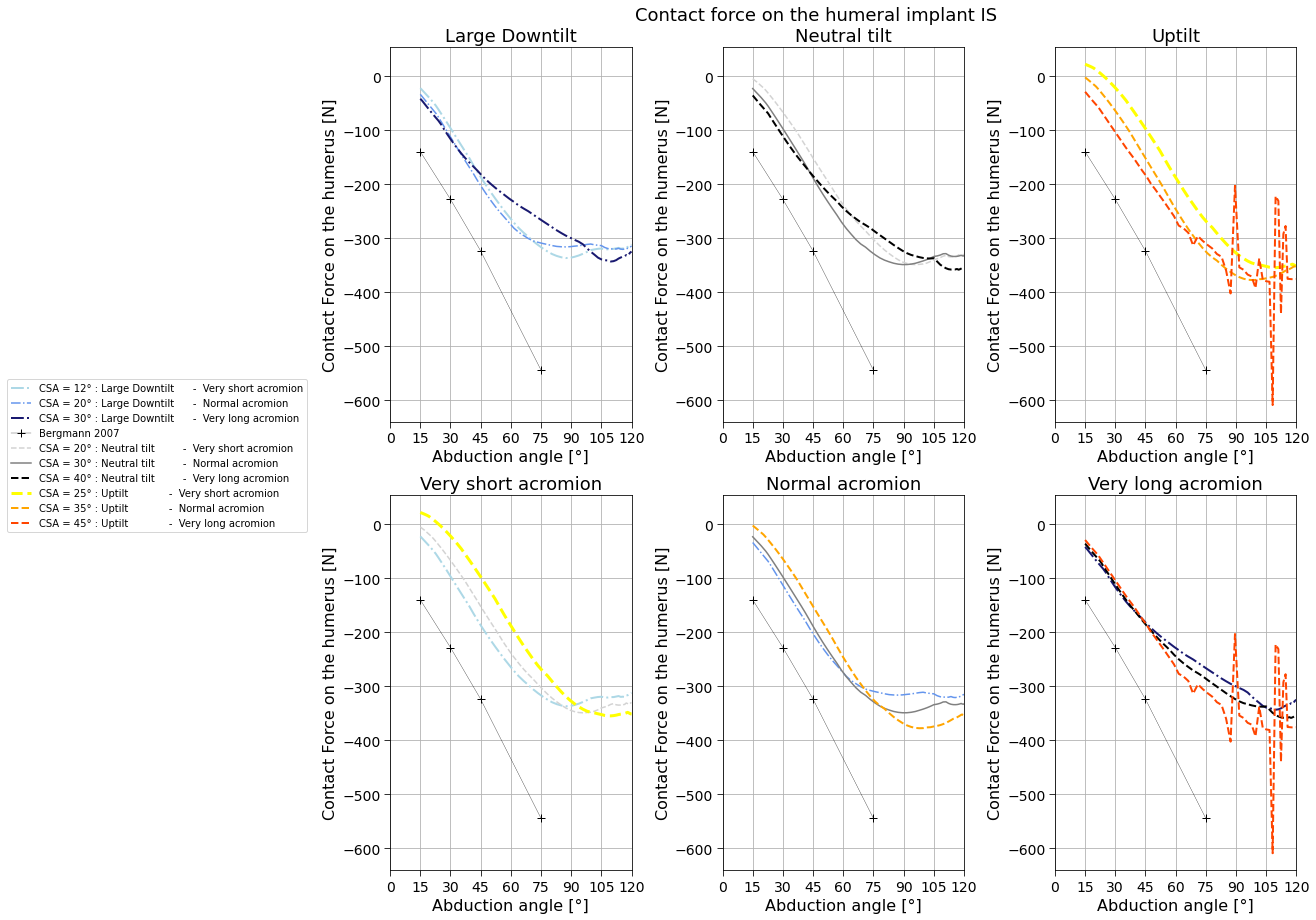 Contact force on the humeral implant IS
Large Downtilt
Neutral tilt
Uptilt
Contact Force on the humerus [N]
0
−100
−200
−300
−400
−500
−600
0 15 30 45 60 75 90 105 120
Abduction angle [°]
Contact Force on the humerus [N]
0
−100
−200
−300
−400
−500
−600
0 15 30 45 60 75 90 105 120
Abduction angle [°]
Contact Force on the humerus [N]
0
−100
−200
−300
−400
−500
−600
0 15 30 45 60 75 90 105 120
Abduction angle [°]
CSA = 12° : Large Downtilt - Very short acromion
CSA = 20° : Large Downtilt - Normal acromion
CSA = 30° : Large Downtilt - Very long acromion
Bergmann 2007
CSA = 20° : Neutral tilt - Very short acromion
CSA = 30° : Neutral tilt - Normal acromion
CSA = 40° : Neutral tilt - Very long acromion
CSA = 25° : Uptilt - Very short acromion
CSA = 35° : Uptilt - Normal acromion
CSA = 45° : Uptilt - Very long acromion
Very short acromion
Normal acromion
Very long acromion
Contact Force on the humerus [N]
0
−100
−200
−300
−400
−500
−600
0 15 30 45 60 75 90 105 120
Abduction angle [°]
Contact Force on the humerus [N]
0
−100
−200
−300
−400
−500
−600
0 15 30 45 60 75 90 105 120
Abduction angle [°]
Contact Force on the humerus [N]
0
−100
−200
−300
−400
−500
−600
0 15 30 45 60 75 90 105 120
Abduction angle [°]